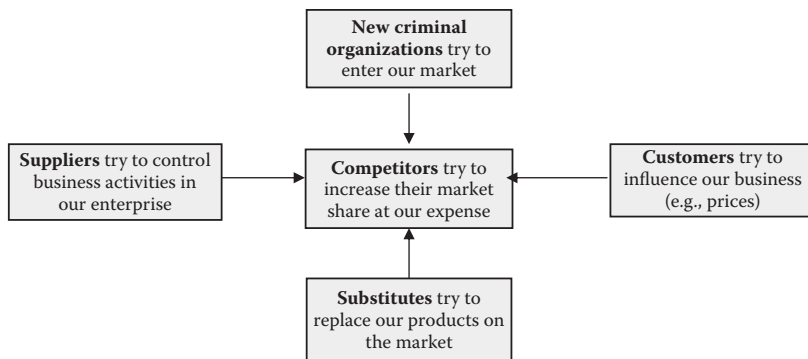 New criminal
organizations try to
enter our market
Suppliers try to control
business activities in
our enterprise
Competitors try to
increase their market
share at our expense
Customers try to
influence our business
(e.g., prices)
Substitutes try to
replace our products on
the market